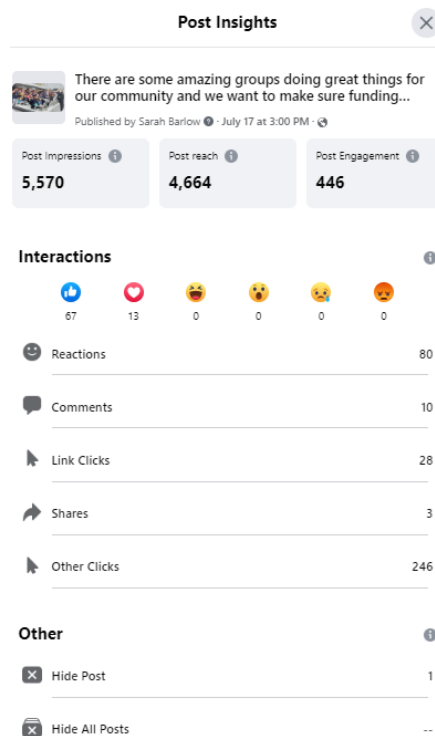 Post Insights
There are some amazing groups doing great things for
our community and we want to make sure funding...
Published by Sarah Barlow · July 17 at 3:00 PM ·
Post Impressions Post reach Post Engagement
5,570 4,664 446
Interactions
67 13 0 0 0 0
Reactions 80
Comments 10
Link Clicks 28
Shares 3
Other Clicks 246
Other
Hide Post 1
Hide All Posts --